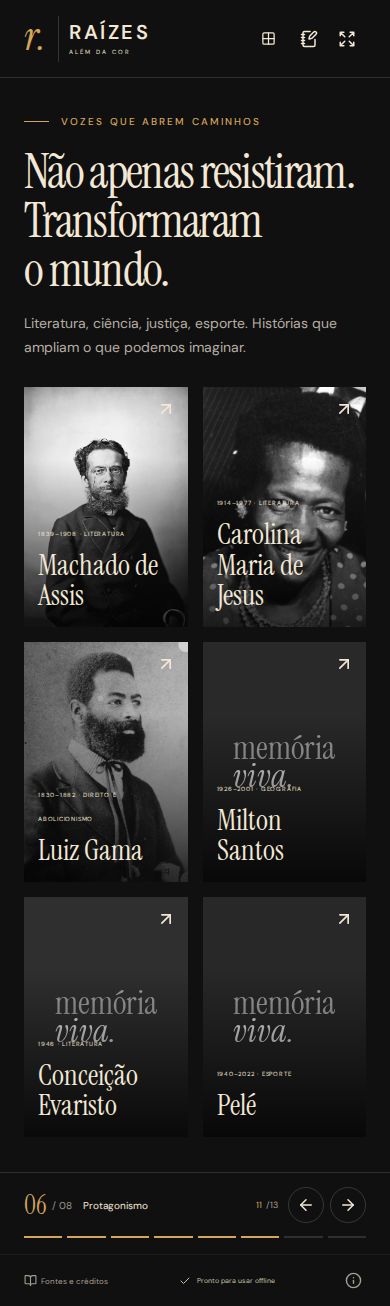 r. RAÍZES
ALÉM DA COR
VOZES QUE ABREM CAMINHOS
Não apenas resistiram.
Transformaram
o mundo.
Literatura, ciência, justiça, esporte. Histórias que
ampliam o que podemos imaginar.
1839–1908 · LITERATURA
Machado de
Assis
1914–1977 · LITERATURA
Carolina
Maria de
Jesus
1830–1882 · DIREITO E
ABOLICIONISMO
Luiz Gama
memória
viva.
1926–2001 · GEOGRAFIA
Milton
Santos
memória
viva.
1946 · LITERATURA
Conceição
Evaristo
memória
viva.
1940–2022 · ESPORTE
Pelé
06 / 08 Protagonismo 11 /13
Fontes e créditos Pronto para usar offline